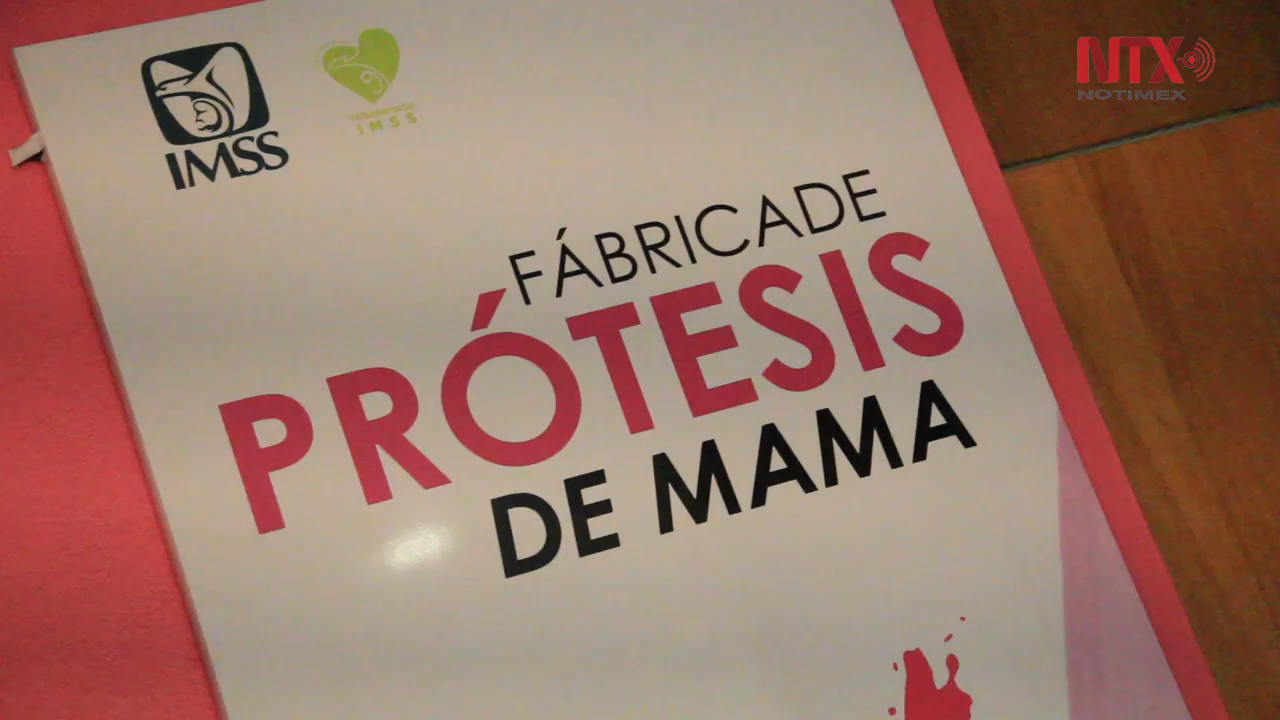 NTX
NOTIMEX
IMSS
IMSS
FÁBRICADE
PRÓTESIS
DE MAMA